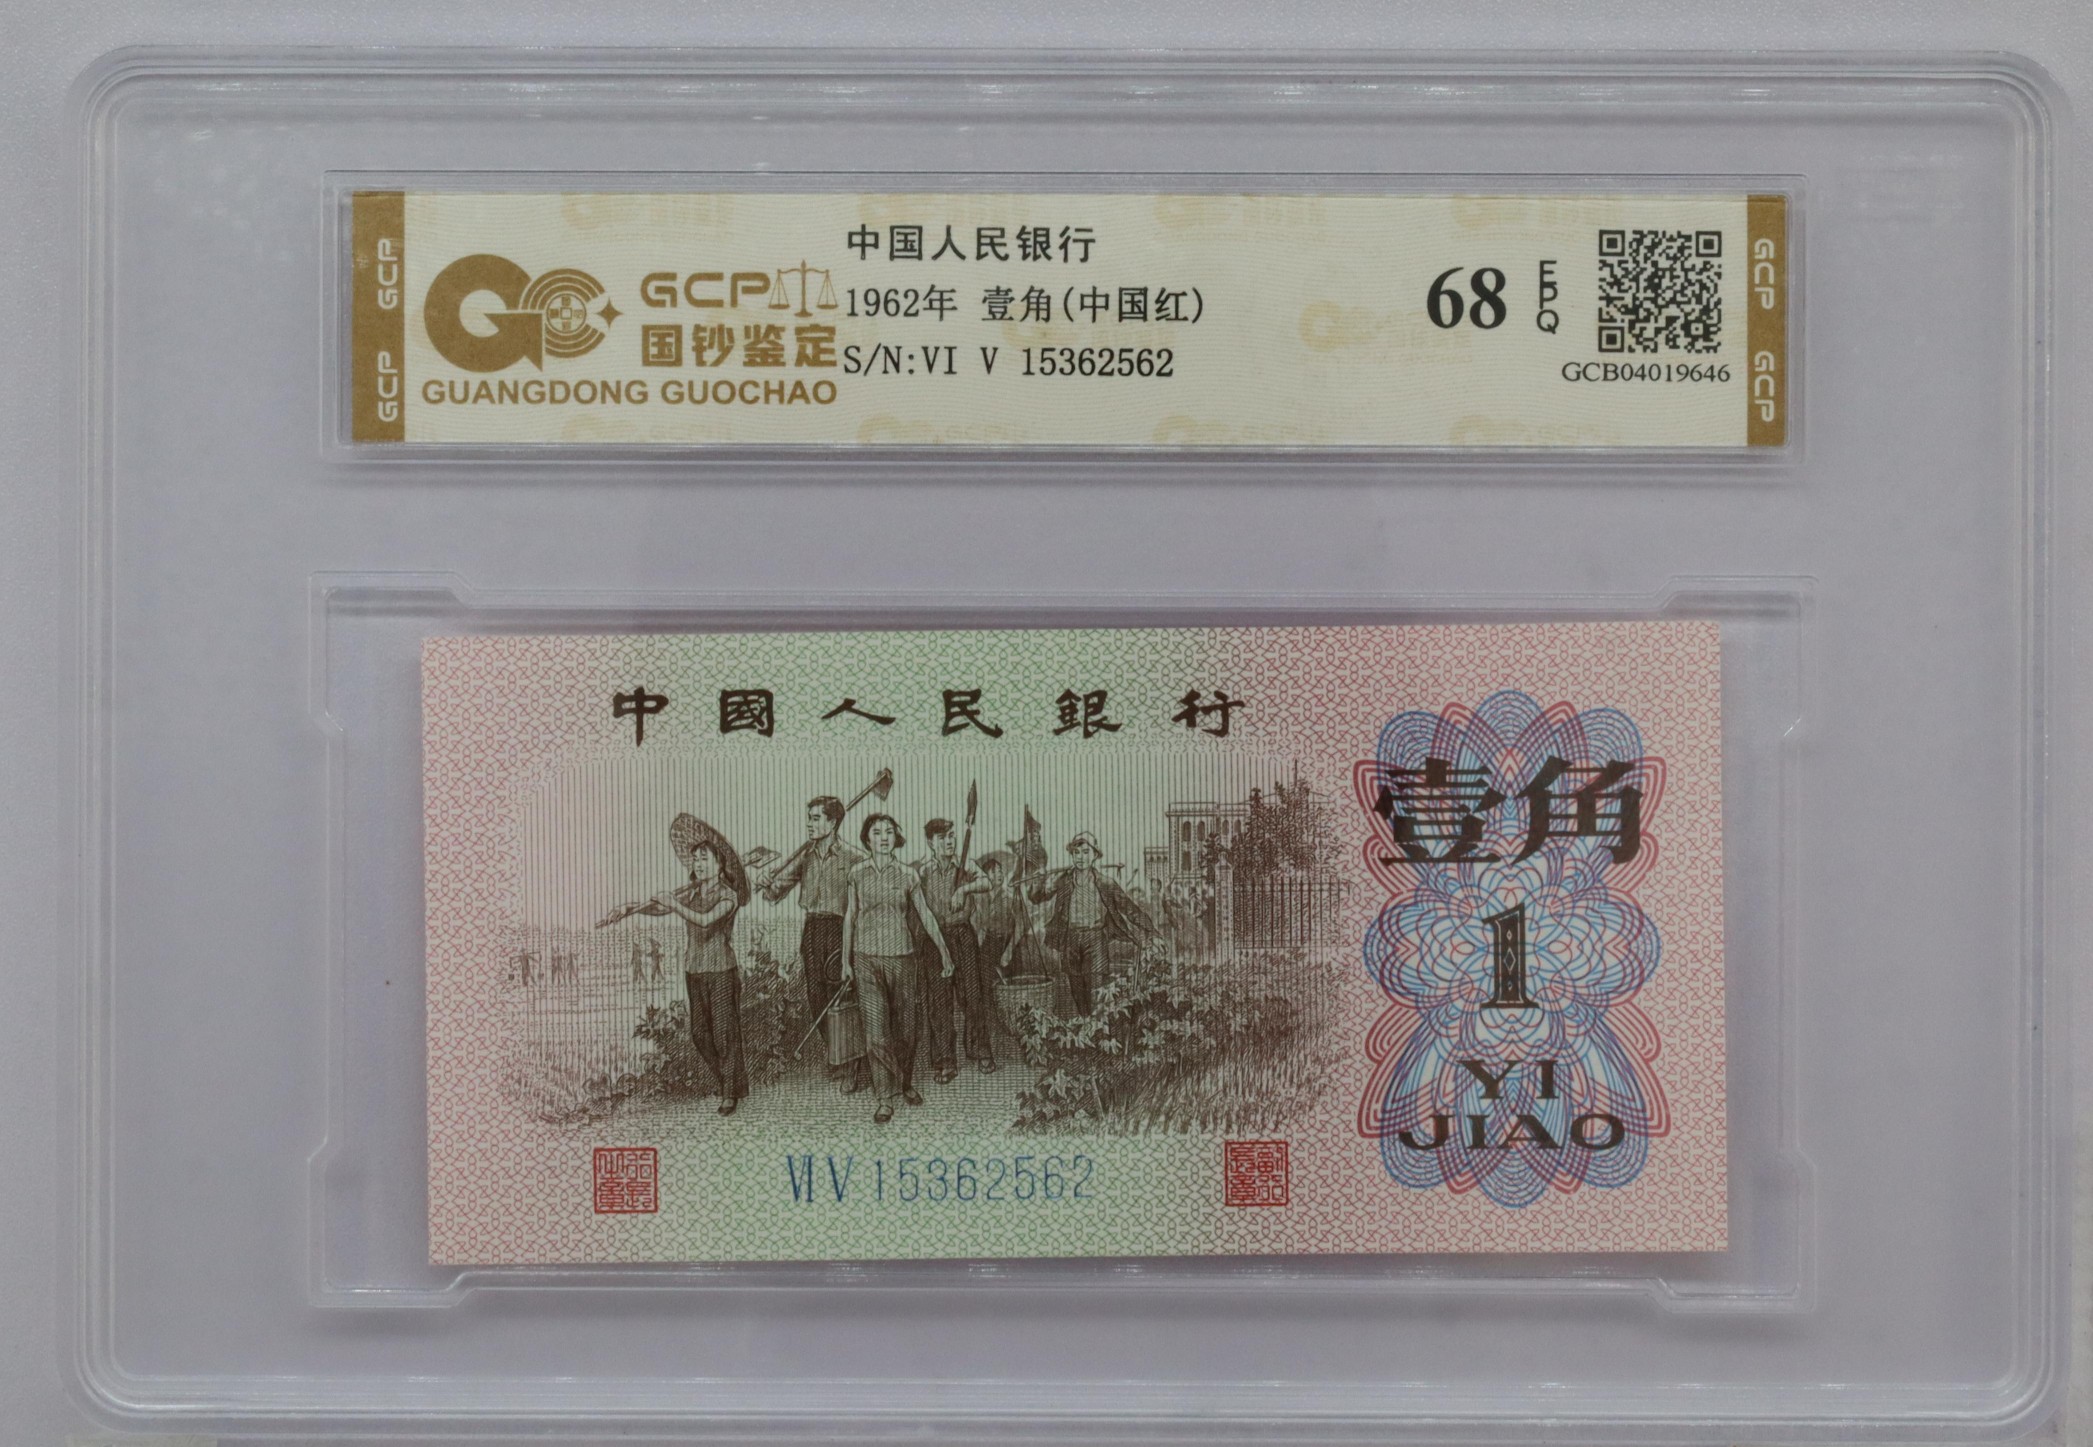 GCP
GCP
GCP
国钞鉴定
GUANGDONG GUOCHAO
中国人民银行
1962年 壹角(中国红)
S/N:VI V 15362562
68
EPQ
GCB04019646
GCP
GCP
中國人民銀行
壹角
1
YI
JIAO
VI V 15362562